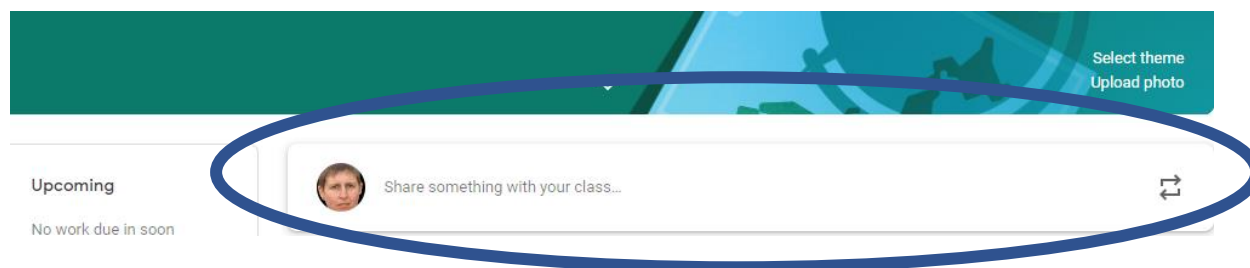 Select theme
Upload photo
Upcoming
Share something with your class...
No work due in soon